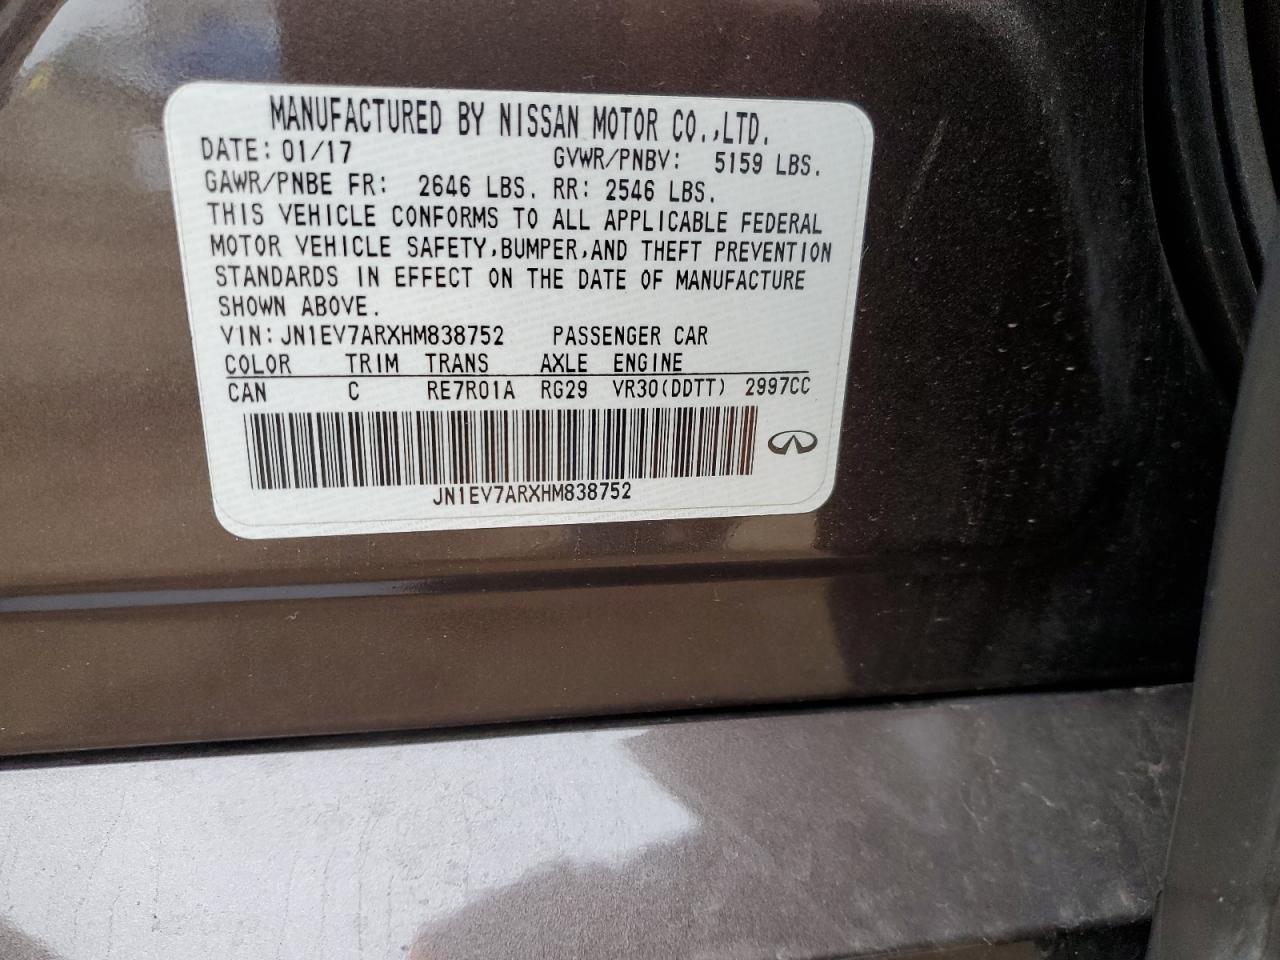 MANUFACTURED BY NISSAN MOTOR CO.,LTD.
DATE: 01/17 GVWR/PNBV: 5159 LBS.
GAWR/PNBE FR: 2646 LBS. RR: 2546 LBS.
THIS VEHICLE CONFORMS TO ALL APPLICABLE FEDERAL
MOTOR VEHICLE SAFETY,BUMPER,AND THEFT PREVENTION
STANDARDS IN EFFECT ON THE DATE OF MANUFACTURE
SHOWN ABOVE.
VIN:JN1EV7ARXHM838752 PASSENGER CAR
COLOR TRIM TRANS AXLE ENGINE
CAN C RE7R01A RG29 VR30(DDTT) 2997CC
JN1EV7ARXHM838752